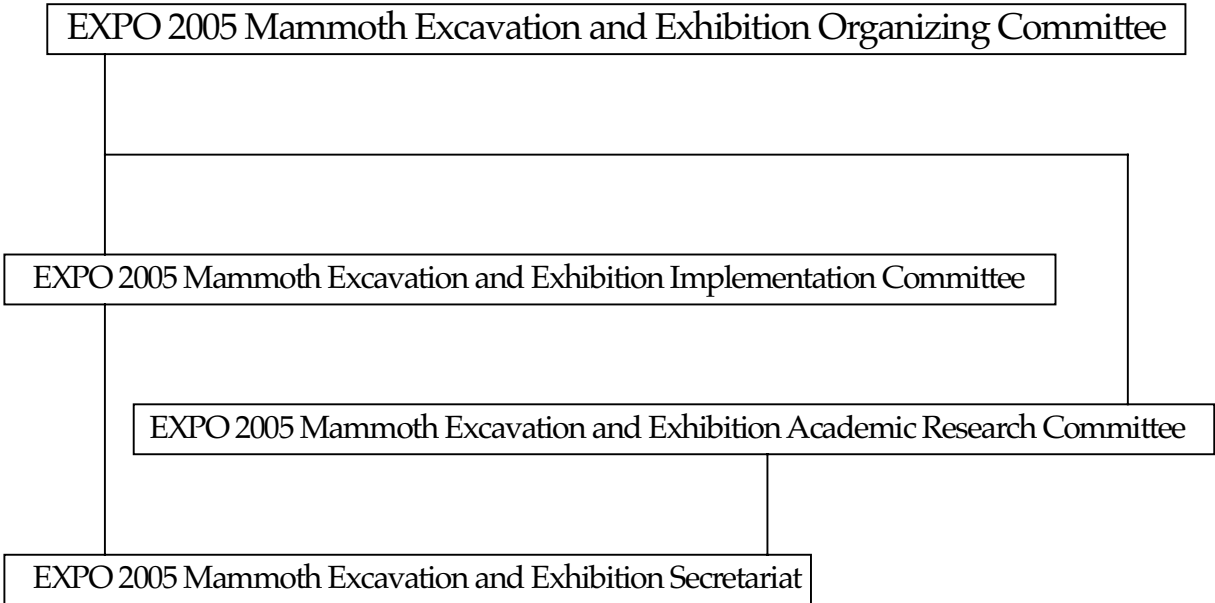 EXPO 2005 Mammoth Excavation and Exhibition Organizing Committee
EXPO 2005 Mammoth Excavation and Exhibition Implementation Committee
EXPO 2005 Mammoth Excavation and Exhibition Academic Research Committee
EXPO 2005 Mammoth Excavation and Exhibition Secretariat